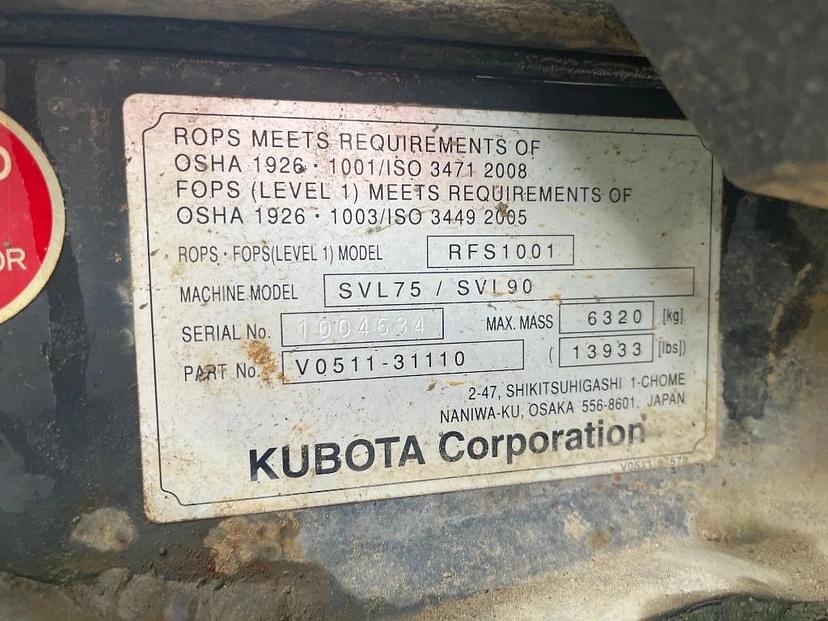 ROPS MEETS REQUIREMENTS OF
OSHA 1926・1001/ISO 3471 2008
FOPS (LEVEL 1) MEETS REQUIREMENTS OF
OSHA 1926・1003/ISO 3449 2005
ROPS・FOPS(LEVEL 1) MODEL RFS1001
MACHINE MODEL SVL75 / SVL90
SERIAL No. 1004634 MAX. MASS 6320 [kg]
PART No. V0511-31110 ( 13933 [lbs])
2-47, SHIKITSUHIGASHI 1-CHOME
NANIWA-KU, OSAKA 556-8601. JAPAN
KUBOTA Corporation